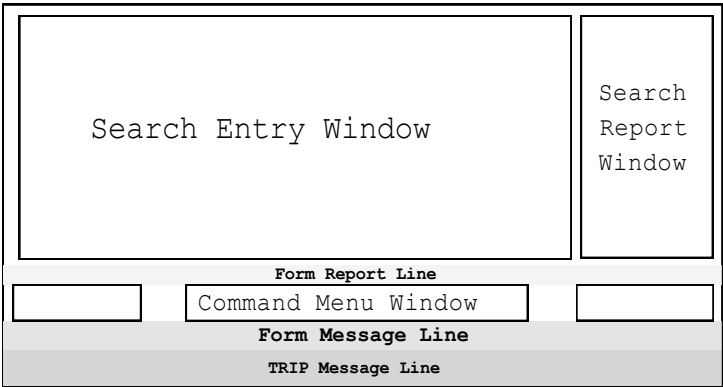 Search Entry Window
Search
Report
Window
Form Report Line
Command Menu Window
Form Message Line
TRIP Message Line